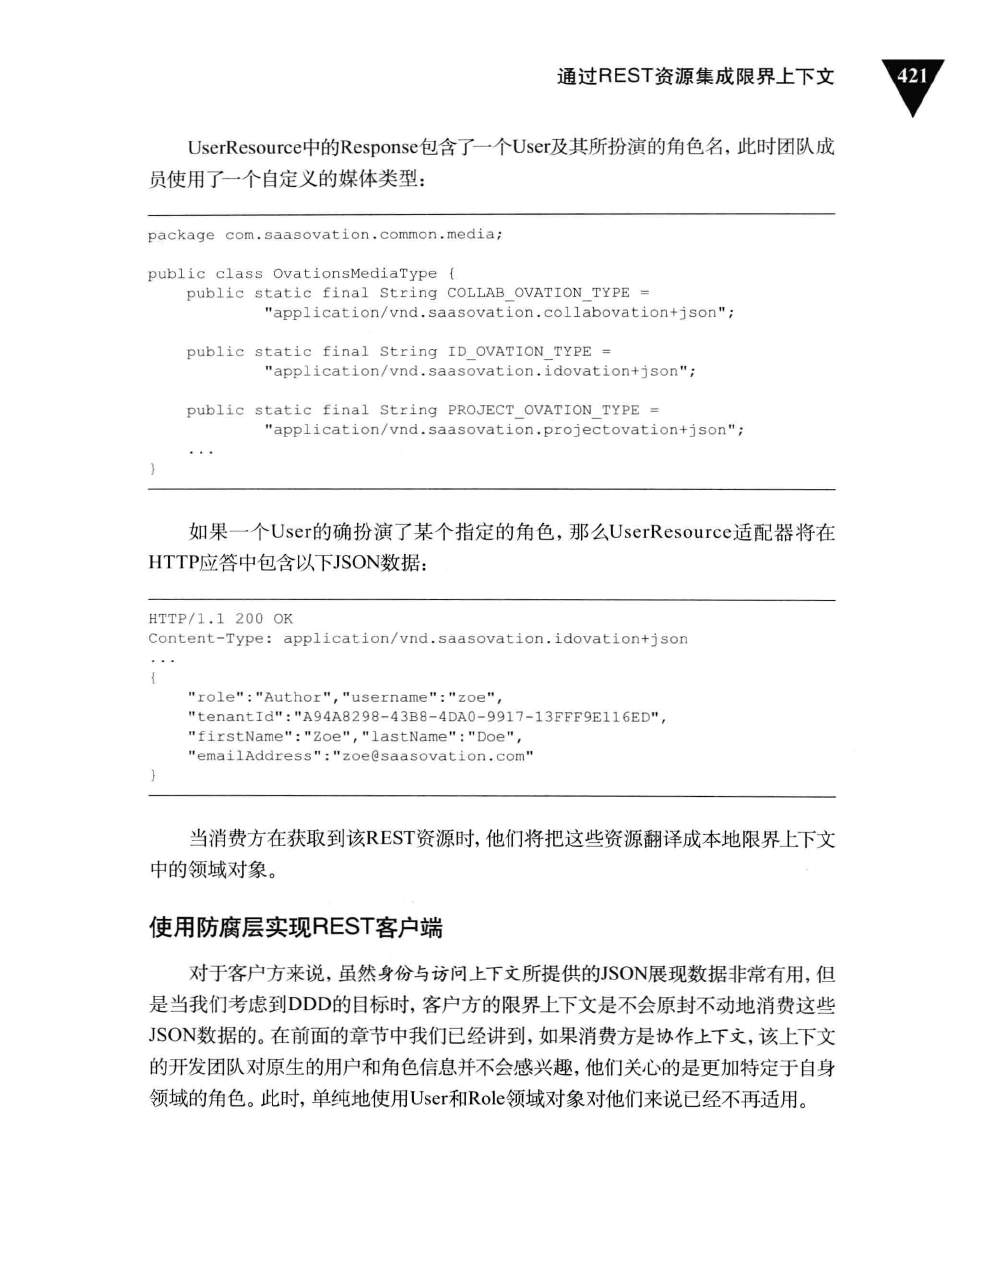 通过REST资源集成限界上下文
421
UserResource中的Response包含了一个User及其所扮演的角色名，此时团队成
员使用了一个自定义的媒体类型：
package com.saasovation.common.media;
public class OvationsMediaType {
public static final String COLLAB_OVATION_TYPE =
"application/vnd.saasovation.collabovation+json";
public static final String ID_OVATION_TYPE =
"application/vnd.saasovation.idovation+json";
public static final String PROJECT_OVATION_TYPE =
"application/vnd.saasovation.projectovation+json";
...
}
如果一个User的确扮演了某个指定的角色，那么UserResource适配器将在
HTTP应答中包含以下JSON数据：
HTTP/1.1 200 OK
Content-Type: application/vnd.saasovation.idovation+json
...
{
"role":"Author","username":"zoe",
"tenantId":"A94A8298-43B8-4DA0-9917-13FFF9E116ED",
"firstName":"Zoe","lastName":"Doe",
"emailAddress":"zoe@saasovation.com"
}
当消费方在获取到该REST资源时，他们将把这些资源翻译成本地限界上下文
中的领域对象。
使用防腐层实现REST客户端
对于客户方来说，虽然身份与访问上下文所提供的JSON展现数据非常有用，但
是当我们考虑到DDD的目标时，客户方的限界上下文是不会原封不动地消费这些
JSON数据的。在前面的章节中我们已经讲到，如果消费方是协作上下文，该上下文
的开发团队对原生的用户和角色信息并不会感兴趣，他们关心的是更加特定于自身
领域的角色。此时，单纯地使用User和Role领域对象对他们来说已经不再适用。